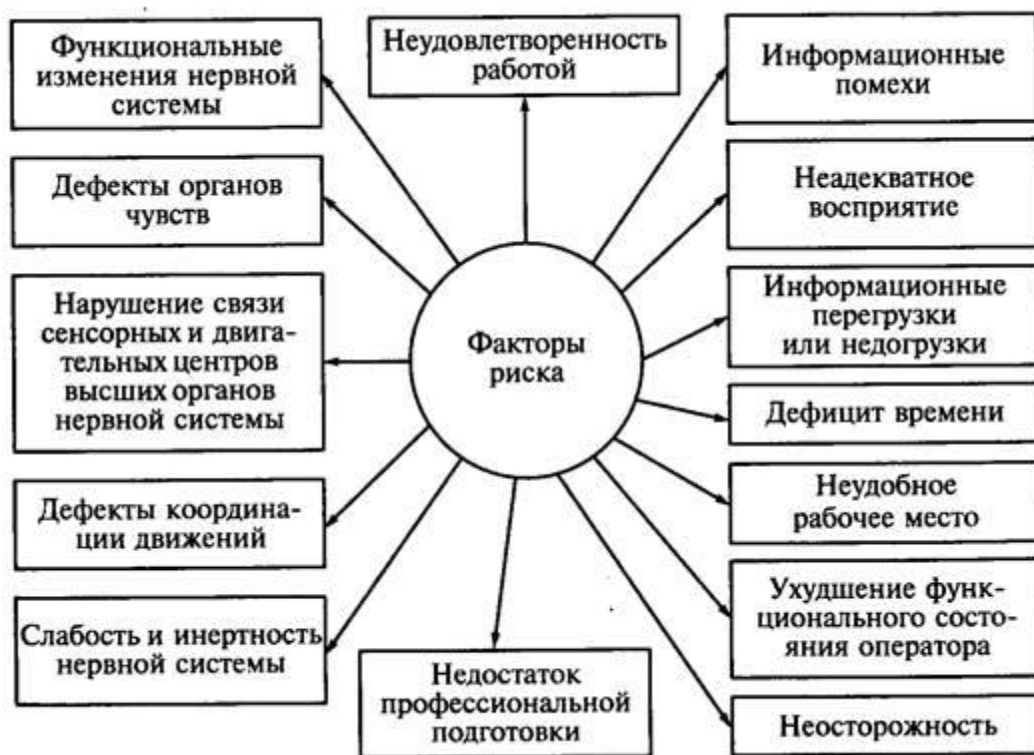 Функциональные
изменения нервной
системы
Неудовлетворенность
работой
Информационные
помехи
Дефекты органов
чувств
Неадекватное
восприятие
Нарушение связи
сенсорных и двига-
тельных центров
высших органов
нервной системы
Факторы
риска
Информационные
перегрузки
или недогрузки
Дефицит времени
Дефекты координа-
ции движений
Неудобное
рабочее место
Слабость и инертность
нервной системы
Недостаток
профессиональной
подготовки
Ухудшение функ-
ционального состо-
яния оператора
Неосторожность